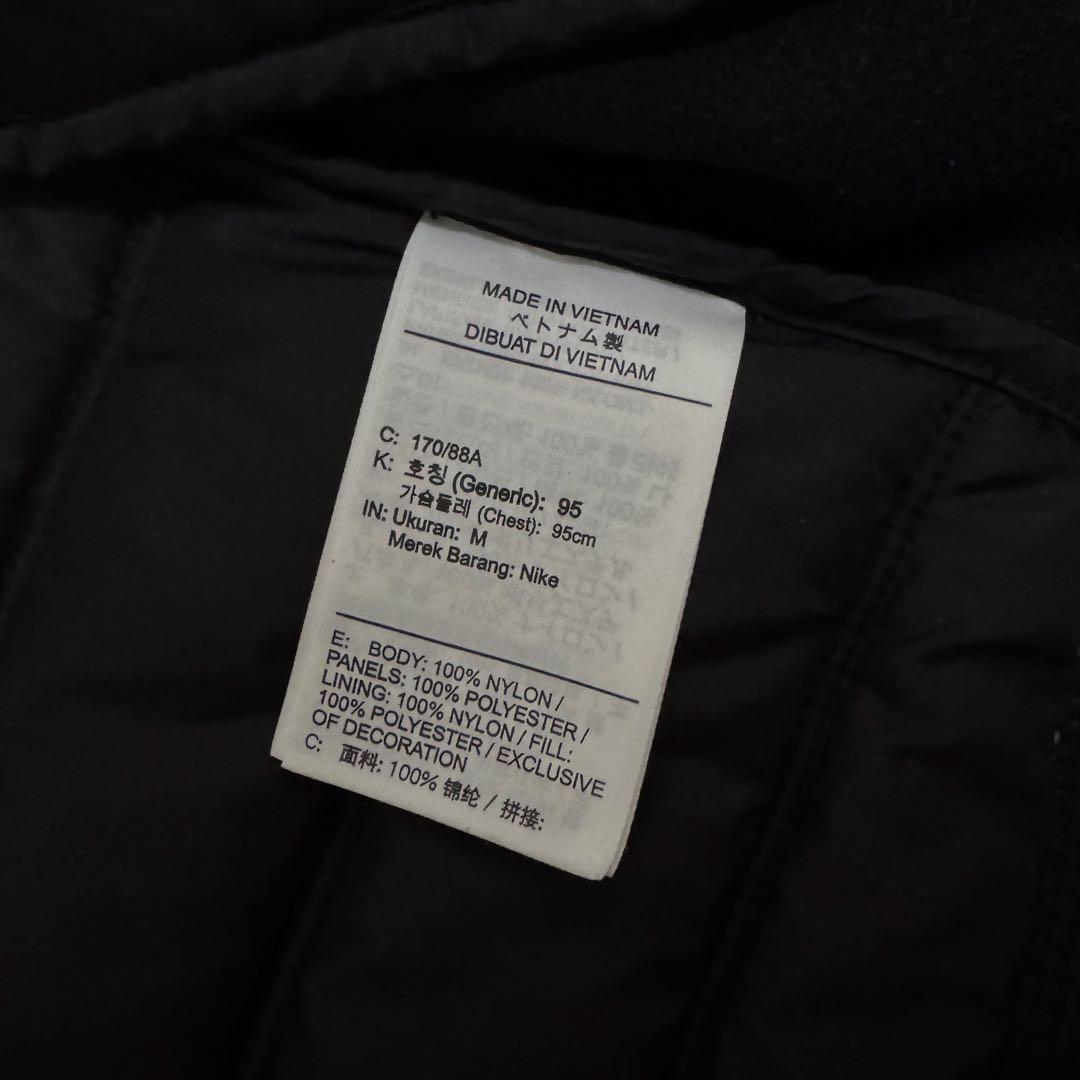 MADE IN VIETNAM
ベトナム製
DIBUAT DI VIETNAM
C: 170/88A
K: 호칭 (Generic): 95
가슴둘레 (Chest): 95cm
IN: Ukuran: M
Merek Barang: Nike
E: BODY: 100% NYLON /
PANELS: 100% POLYESTER /
LINING: 100% NYLON / FILL:
100% POLYESTER / EXCLUSIVE
OF DECORATION
C: 面料: 100% 锦纶 / 拼接: